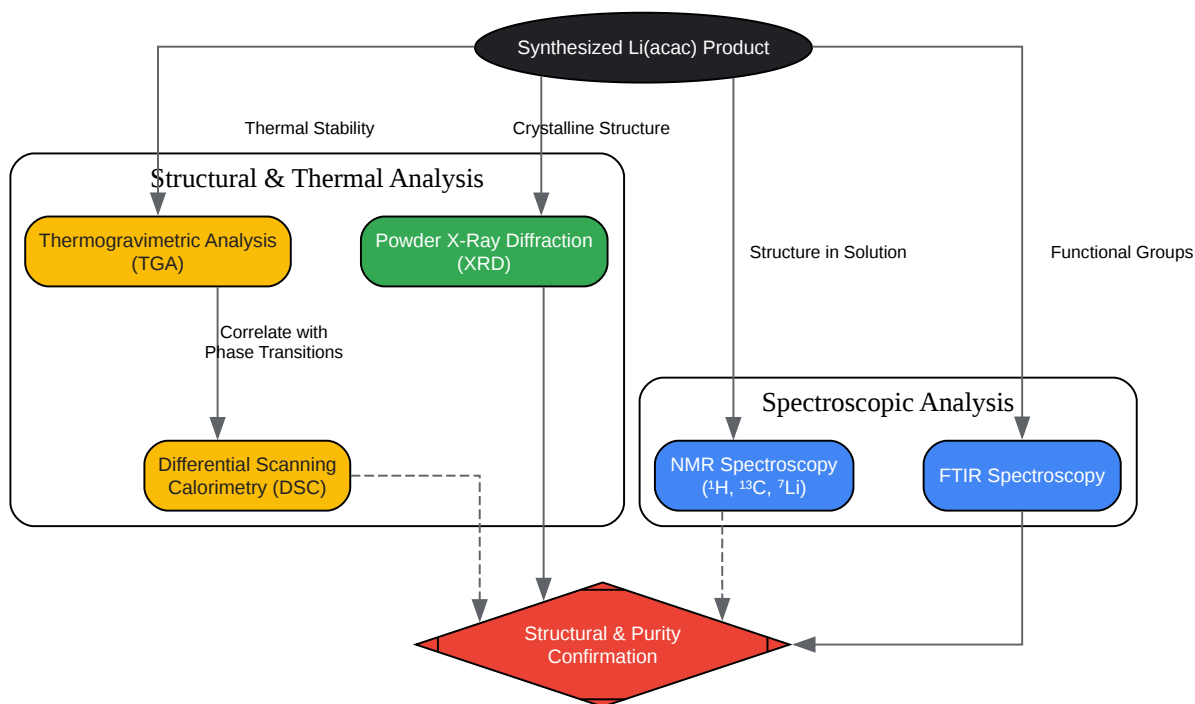 Synthesized Li(acac) Product
Thermal Stability
Crystalline Structure
Structural & Thermal Analysis
Thermogravimetric Analysis
(TGA)
Powder X-Ray Diffraction
(XRD)
Structure in Solution
Functional Groups
Correlate with
Phase Transitions
Spectroscopic Analysis
Differential Scanning
Calorimetry (DSC)
NMR Spectroscopy
(¹H, ¹³C, ⁷Li)
FTIR Spectroscopy
Structural & Purity
Confirmation